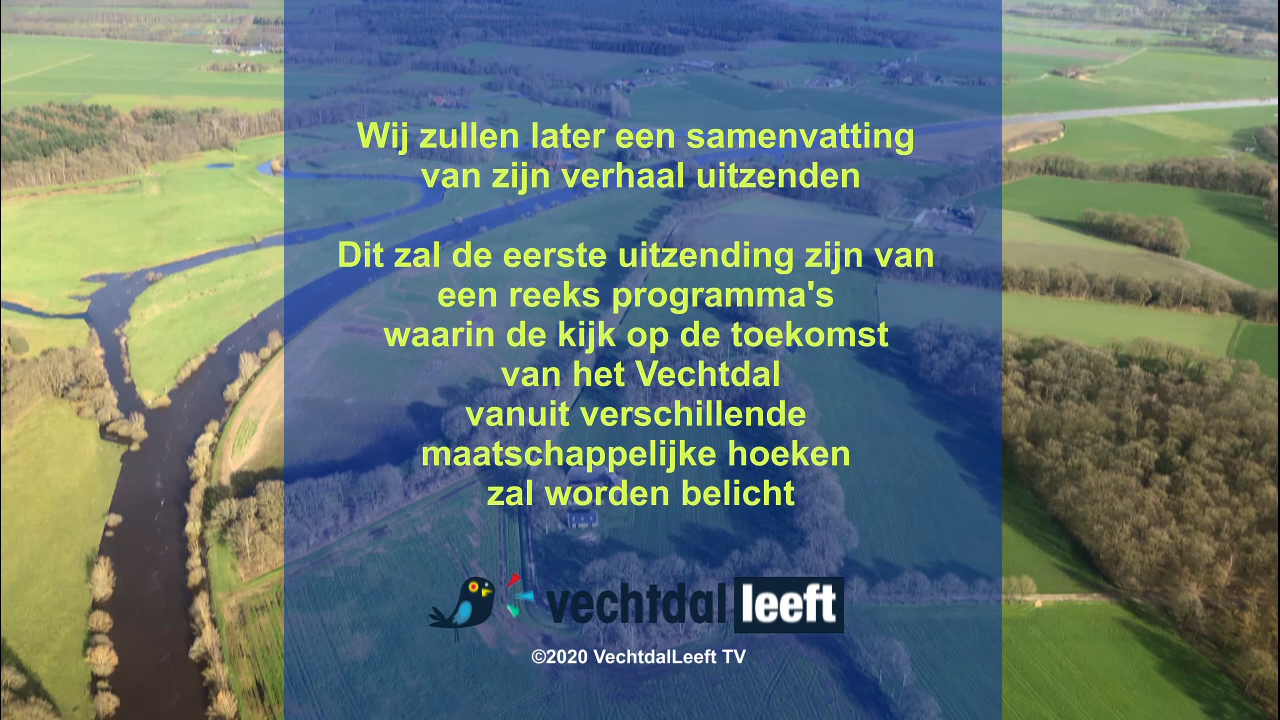 Wij zullen later een samenvatting
van zijn verhaal uitzenden
Dit zal de eerste uitzending zijn van
een reeks programma's
waarin de kijk op de toekomst
van het Vechtdal
vanuit verschillende
maatschappelijke hoeken
zal worden belicht
vechtdal leeft
©2020 VechtdalLeeft TV